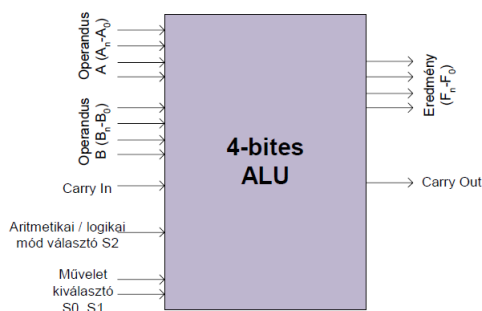 Operandus
A (Aₙ-A₀)
Operandus
B (Bₙ-B₀)
Carry In
Aritmetikai / logikai
mód választó S2
Művelet
kiválasztó
S0, S1
4-bites
ALU
Eredmény
(Fₙ-F₀)
Carry Out